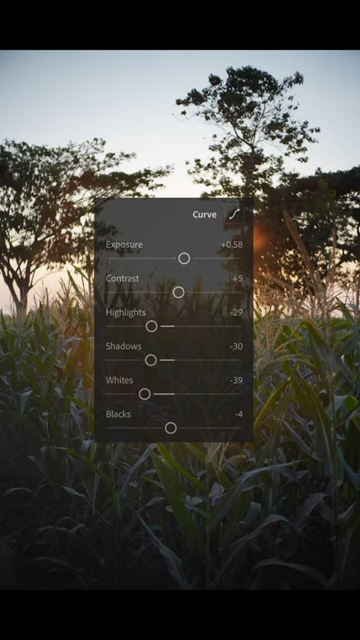 Curve
Exposure +0,58
Contrast +5
Highlights -29
Shadows -30
Whites -39
Blacks -4